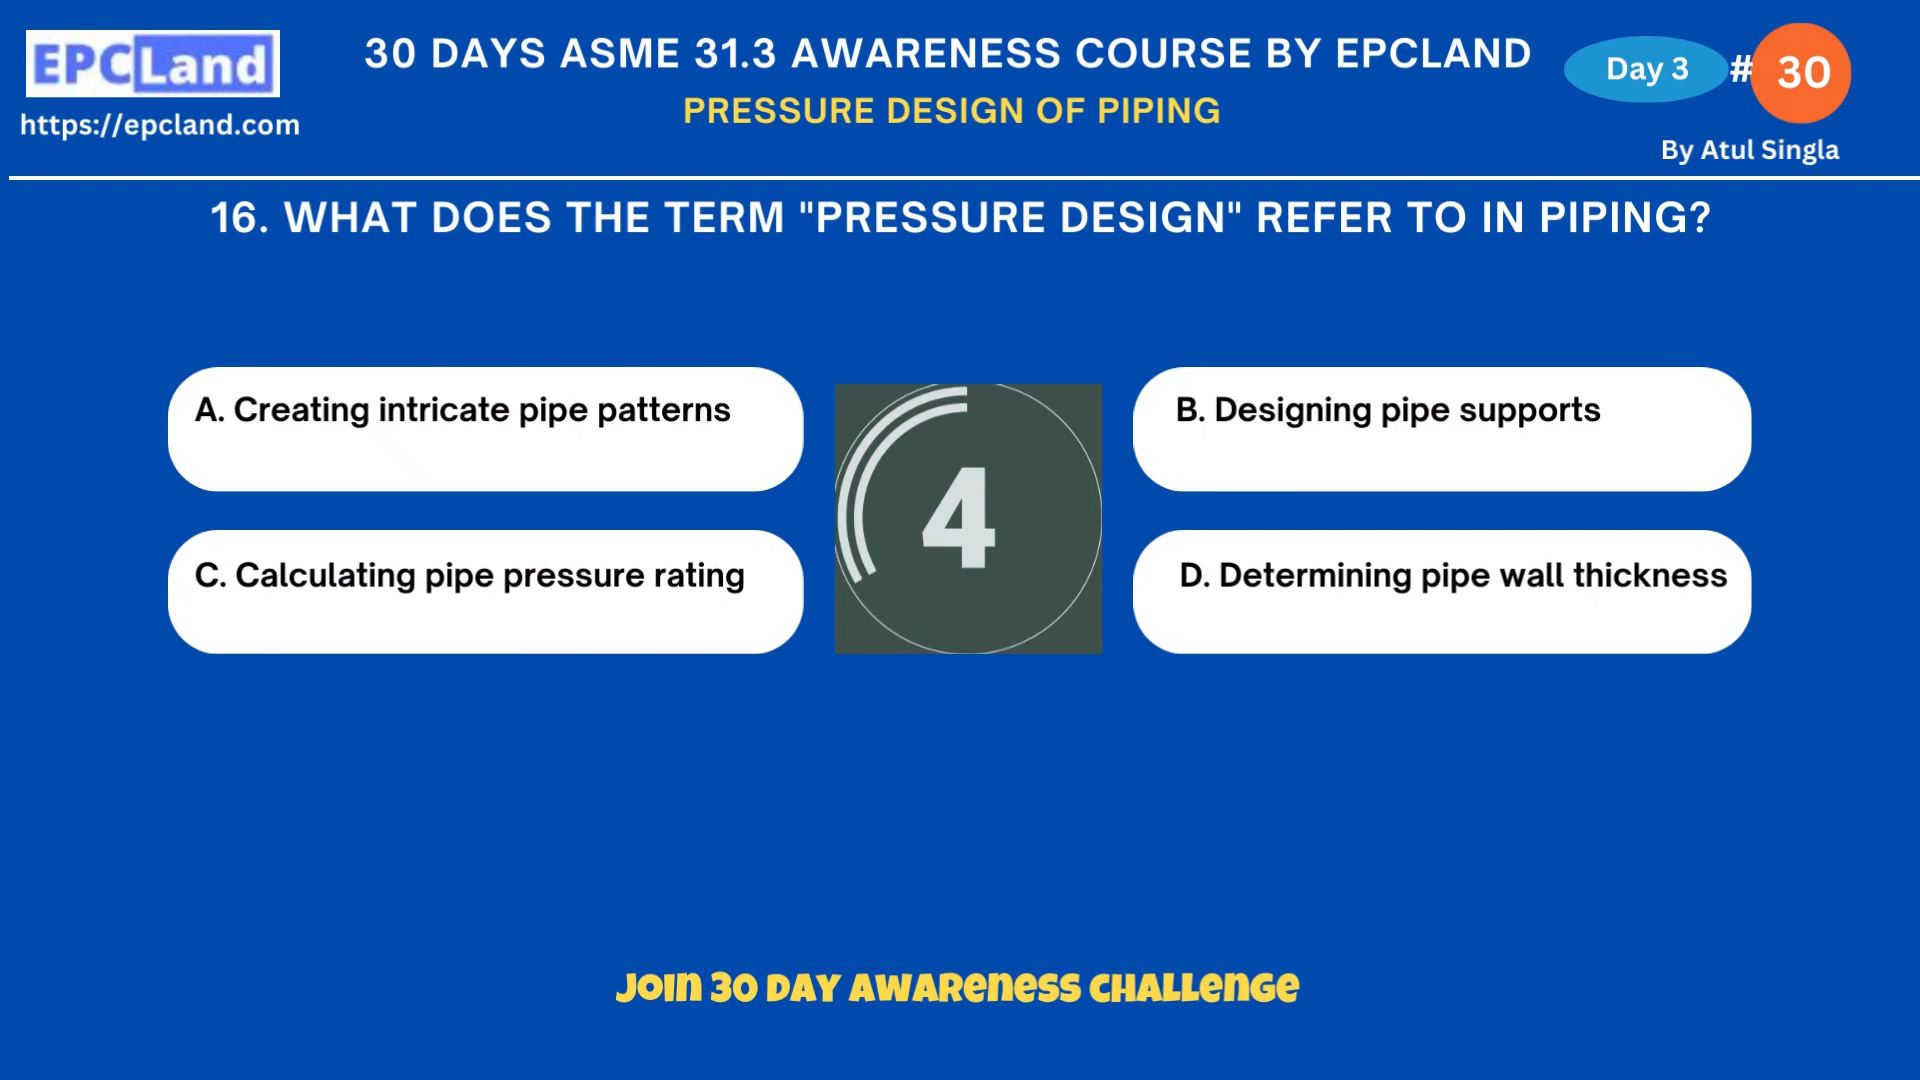 EPCLand
https://epcland.com
30 DAYS ASME 31.3 AWARENESS COURSE BY EPCLAND
PRESSURE DESIGN OF PIPING
Day 3 # 30
By Atul Singla
16. WHAT DOES THE TERM "PRESSURE DESIGN" REFER TO IN PIPING?
A. Creating intricate pipe patterns
B. Designing pipe supports
4
C. Calculating pipe pressure rating
D. Determining pipe wall thickness
Join 30 Day Awareness Challenge